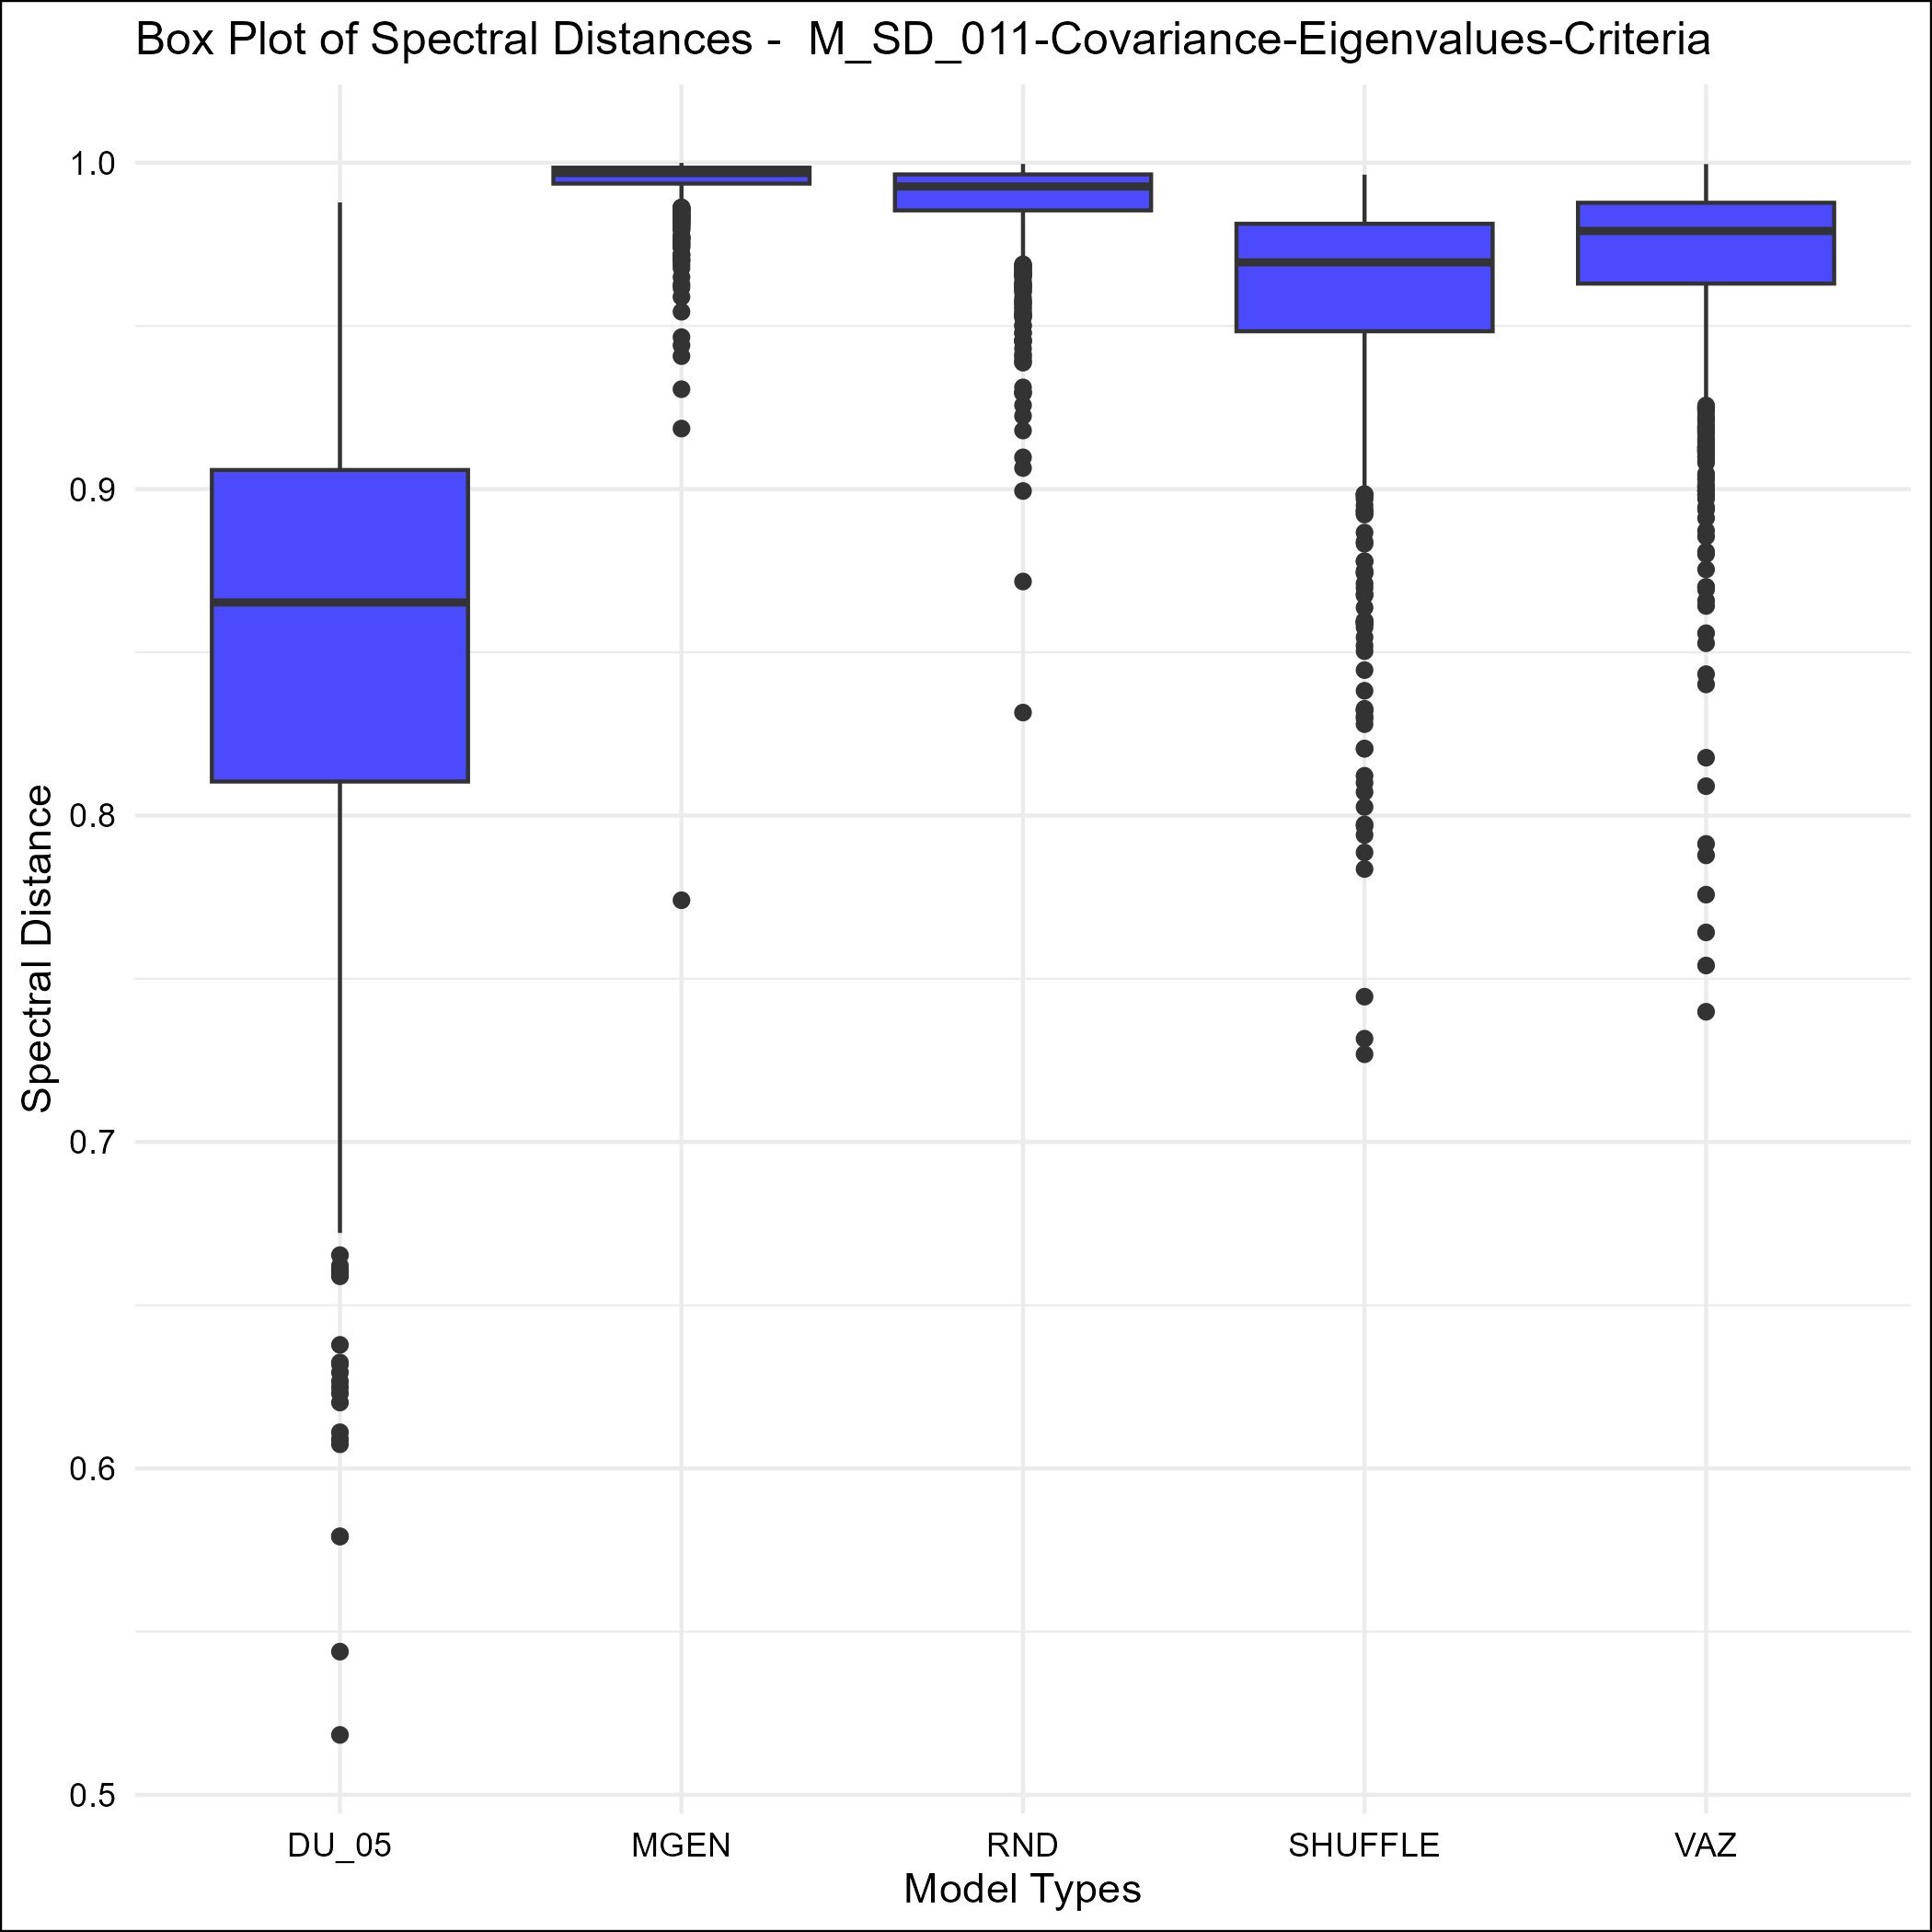 Box Plot of Spectral Distances -  M_SD_011-Covariance-Eigenvalues-Criteria
Spectral Distance
1.0
0.9
0.8
0.7
0.6
0.5
DU_05 MGEN RND SHUFFLE VAZ
Model Types